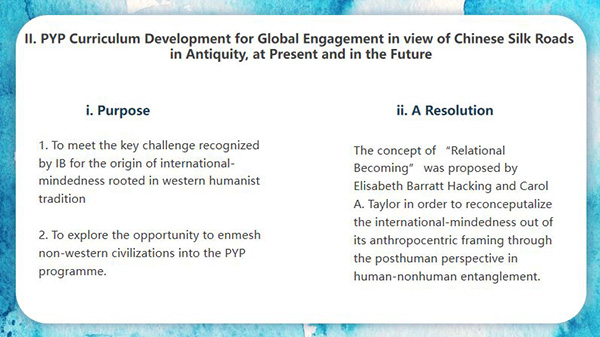 II. PYP Curriculum Development for Global Engagement in view of Chinese Silk Roads
in Antiquity, at Present and in the Future
i. Purpose
1. To meet the key challenge recognized
by IB for the origin of international-
mindedness rooted in western humanist
tradition
2. To explore the opportunity to enmesh
non-western civilizations into the PYP
programme.
ii. A Resolution
The concept of “Relational
Becoming” was proposed by
Elisabeth Barratt Hacking and Carol
A. Taylor in order to reconceputalize
the international-mindedness out of
its anthropocentric framing through
the posthuman perspective in
human-nonhuman entanglement.